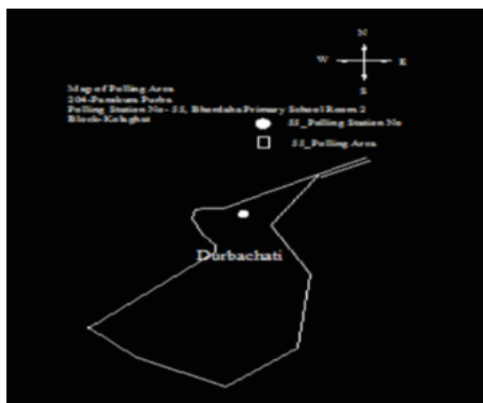 N
W E
S
Map of Polling Area
204-Panskura Purba
Polling Station No- 55, Bhordaha Primary School Room 2
Block-Kolaghat
55_Polling Station No
55_Polling Area
Durbachati